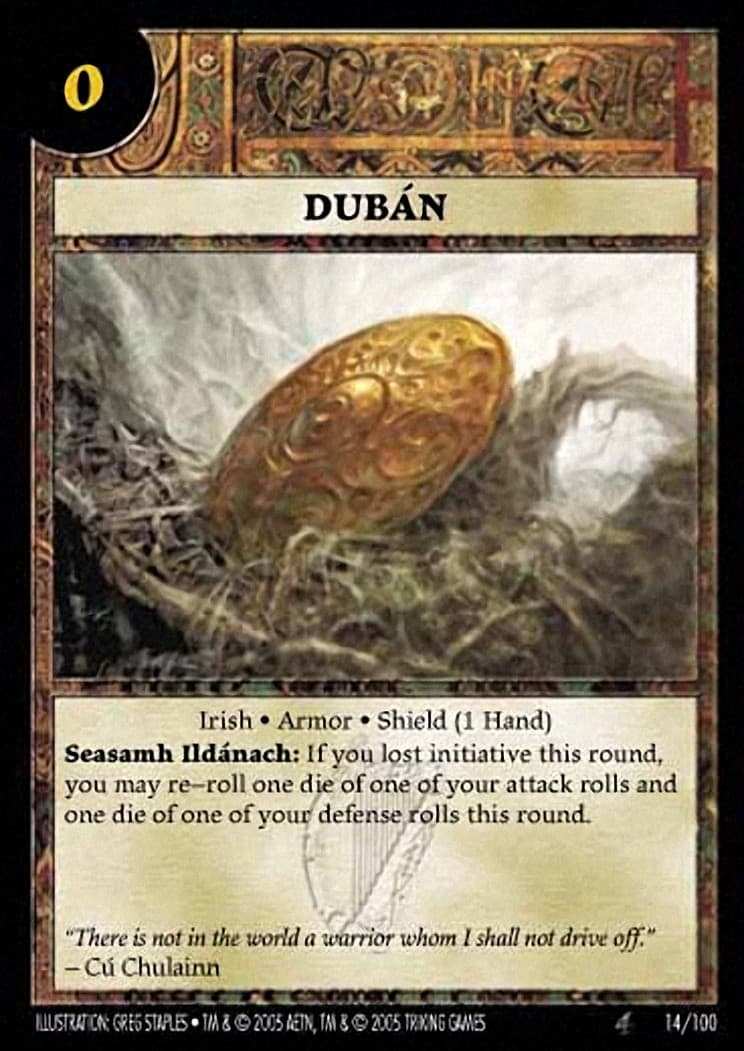 0
DUBÁN
Irish • Armor • Shield (1 Hand)
Seasamh Ildánach: If you lost initiative this round,
you may re–roll one die of one of your attack rolls and
one die of one of your defense rolls this round.
"There is not in the world a warrior whom I shall not drive off."
– Cú Chulainn
ILLUSTRATION: GREG STAPLES • TM & © 2005 AETN, TM & © 2005 TRIKING GAMES
14/100